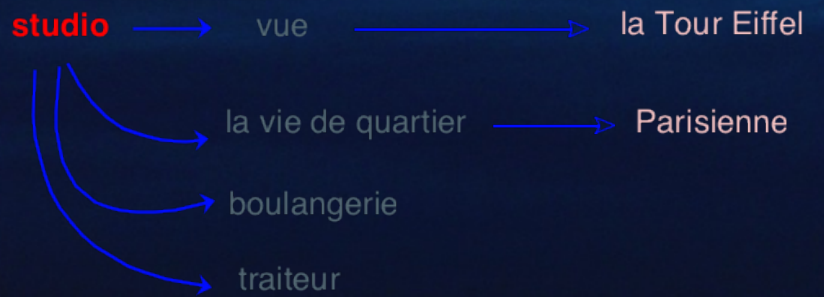 studio vue la Tour Eiffel
la vie de quartier Parisienne
boulangerie
traiteur